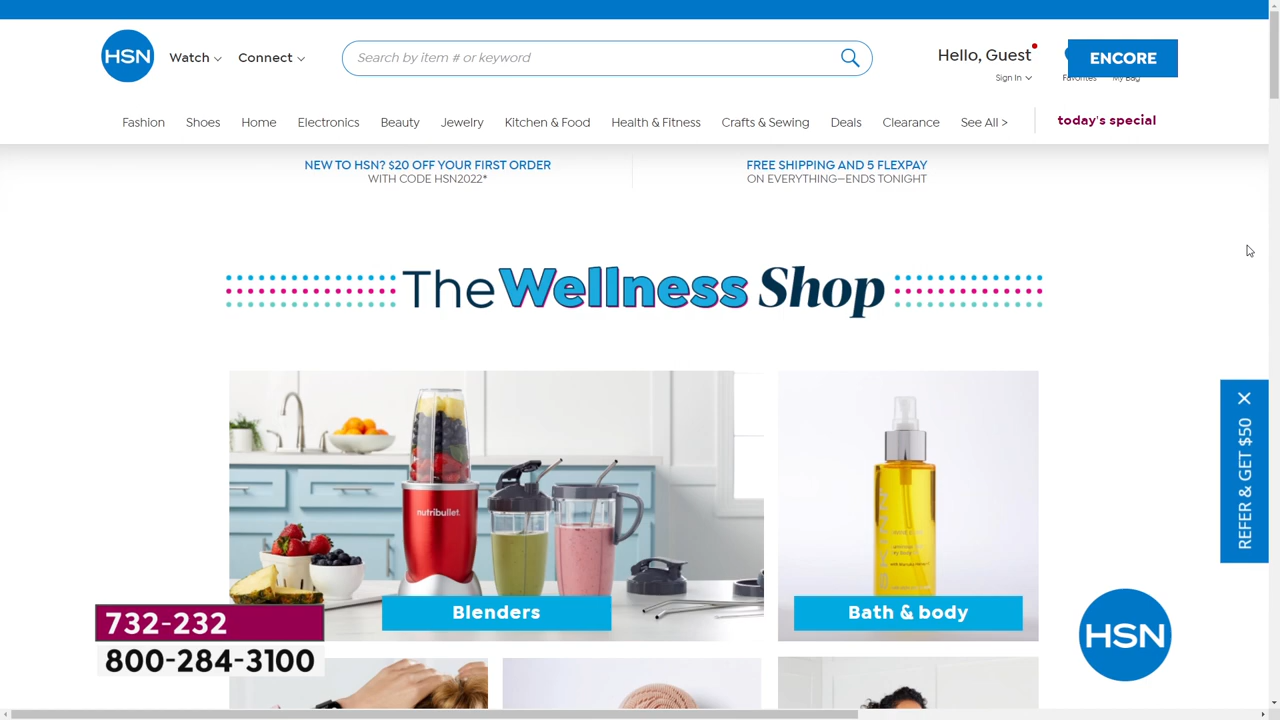 HSN
Watch
Connect
Search by item # or keyword
Hello, Guest
Sign In
Favorites
My Bag
ENCORE
Fashion
Shoes
Home
Electronics
Beauty
Jewelry
Kitchen & Food
Health & Fitness
Crafts & Sewing
Deals
Clearance
See All >
today's special
NEW TO HSN? $20 OFF YOUR FIRST ORDER
WITH CODE HSN2022*
FREE SHIPPING AND 5 FLEXPAY
ON EVERYTHING—ENDS TONIGHT
The Wellness Shop
nutribullet.
Blenders
Bath & body
REFER & GET $50
732-232
800-284-3100
HSN